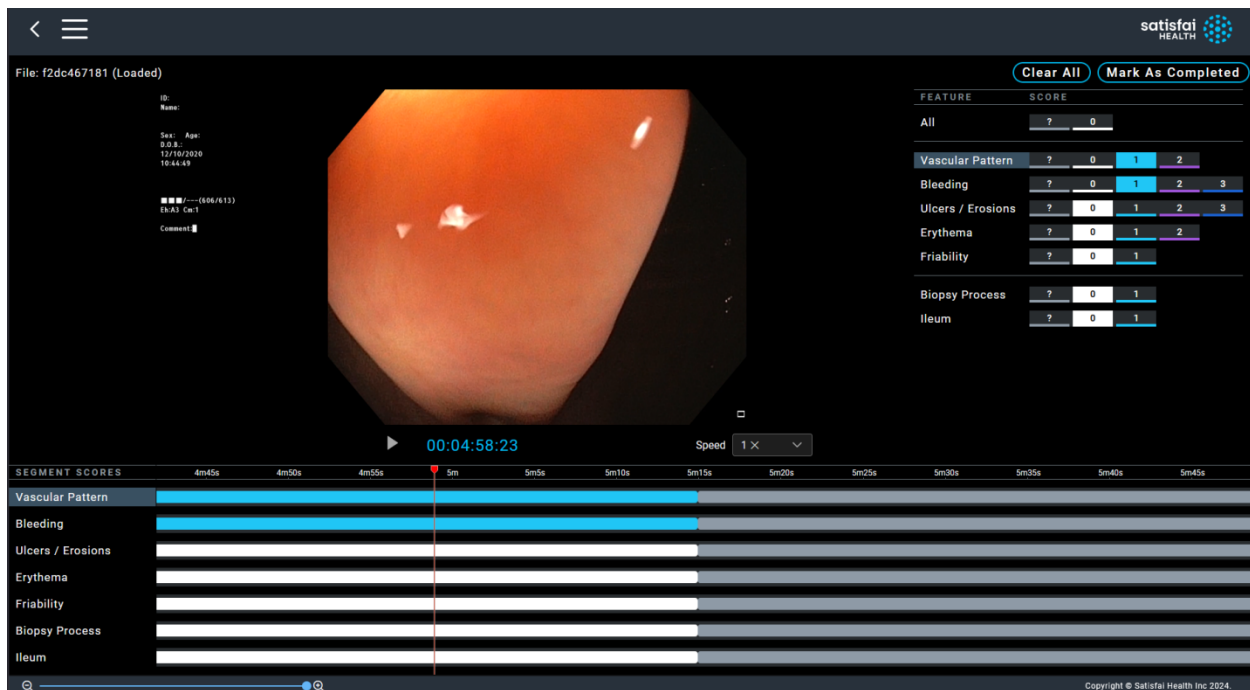 satisfai
HEALTH
File: f2dc467181 (Loaded)
Clear All Mark As Completed
ID:
Name:
Sex: Age:
D.O.B.:
12/10/2020
10:44:49
■■■/---(606/613)
Eh:A3 Cm:1
Comment:
FEATURE SCORE
All ? 0
Vascular Pattern ? 0 1 2
Bleeding ? 0 1 2 3
Ulcers / Erosions ? 0 1 2 3
Erythema ? 0 1 2
Friability ? 0 1
Biopsy Process ? 0 1
Ileum ? 0 1
00:04:58:23
Speed 1 ×
SEGMENT SCORES 4m45s 4m50s 4m55s 5m 5m5s 5m10s 5m15s 5m20s 5m25s 5m30s 5m35s 5m40s 5m45s
Vascular Pattern
Bleeding
Ulcers / Erosions
Erythema
Friability
Biopsy Process
Ileum
Copyright © Satisfai Health Inc 2024.